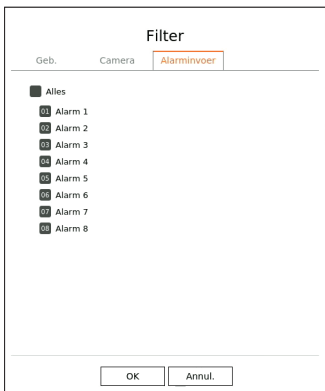 Filter
Geb. Camera Alarminvoer
Alles
01 Alarm 1
02 Alarm 2
03 Alarm 3
04 Alarm 4
05 Alarm 5
06 Alarm 6
07 Alarm 7
08 Alarm 8
OK Annul.